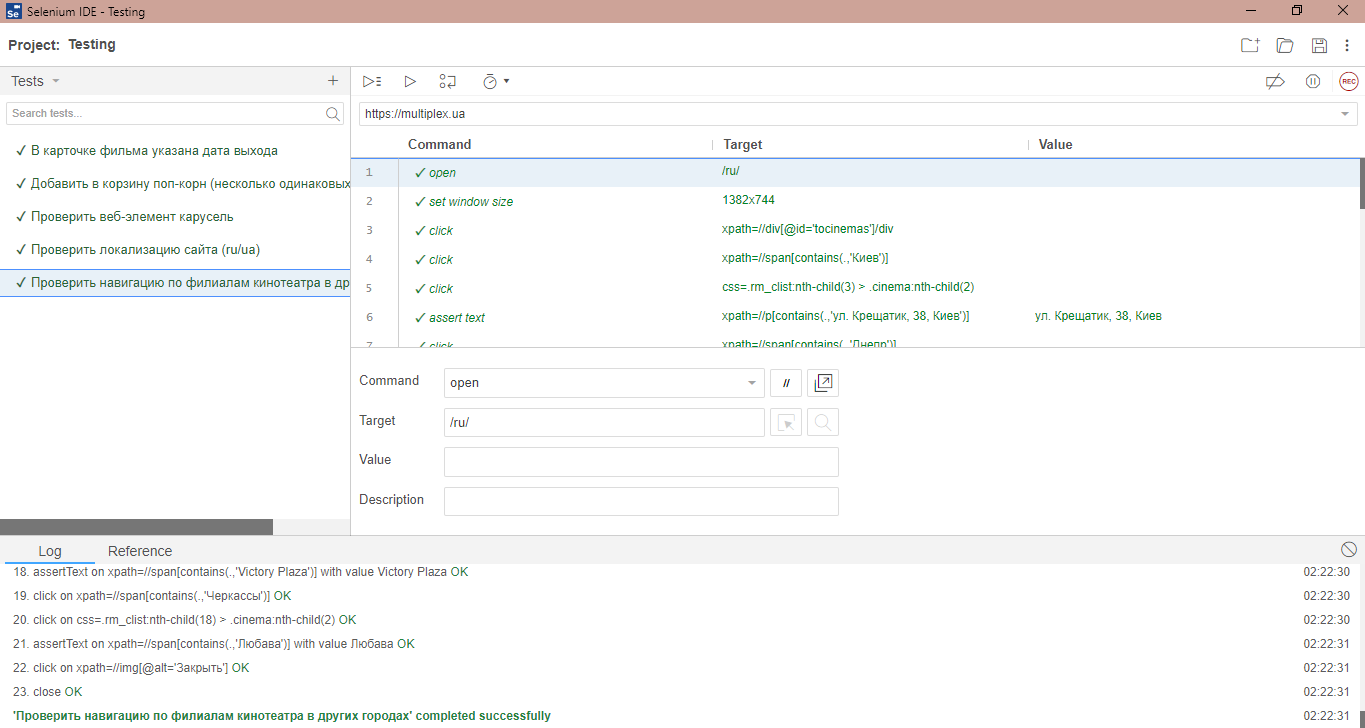 Selenium IDE - Testing
Project: Testing
Tests
Search tests...
✓ В карточке фильма указана дата выхода
✓ Добавить в корзину поп-корн (несколько одинаковых
✓ Проверить веб-элемент карусель
✓ Проверить локализацию сайта (ru/ua)
✓ Проверить навигацию по филиалам кинотеатра в др
REC
https://multiplex.ua
Command Target Value
1 ✓ open /ru/
2 ✓ set window size 1382x744
3 ✓ click xpath=//div[@id='tocinemas']/div
4 ✓ click xpath=//span[contains(.,'Киев')]
5 ✓ click css=.rm_clist:nth-child(3) > .cinema:nth-child(2)
6 ✓ assert text xpath=//p[contains(.,'ул. Крещатик, 38, Киев')] ул. Крещатик, 38, Киев
7 ✓ click xpath=//span[contains(.,'Днепр')]
Command open //
Target /ru/
Value
Description
Log Reference
18. assertText on xpath=//span[contains(.,'Victory Plaza')] with value Victory Plaza OK 02:22:30
19. click on xpath=//span[contains(.,'Черкассы')] OK 02:22:30
20. click on css=.rm_clist:nth-child(18) > .cinema:nth-child(2) OK 02:22:30
21. assertText on xpath=//span[contains(.,'Любава')] with value Любава OK 02:22:31
22. click on xpath=//img[@alt='Закрыть'] OK 02:22:31
23. close OK 02:22:31
'Проверить навигацию по филиалам кинотеатра в других городах' completed successfully 02:22:31